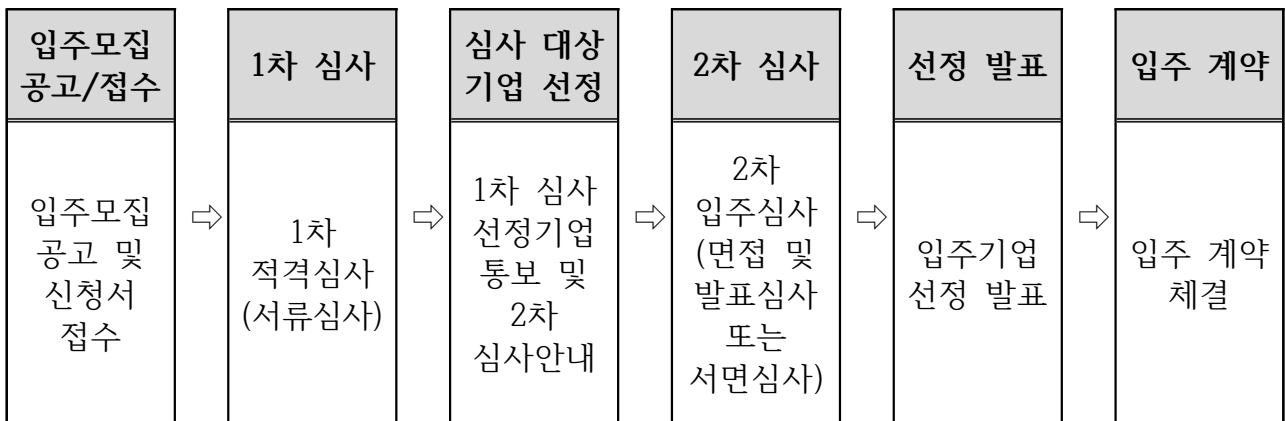 입주모집
공고/접수
1차 심사
심사 대상
기업 선정
2차 심사
선정 발표
입주 계약
입주모집
공고 및
신청서
접수
⇨
1차
적격심사
(서류심사)
⇨
1차 심사
선정기업
통보 및
2차
심사안내
⇨
2차
입주심사
(면접 및
발표심사
또는
서면심사)
⇨
입주기업
선정 발표
⇨
입주 계약
체결